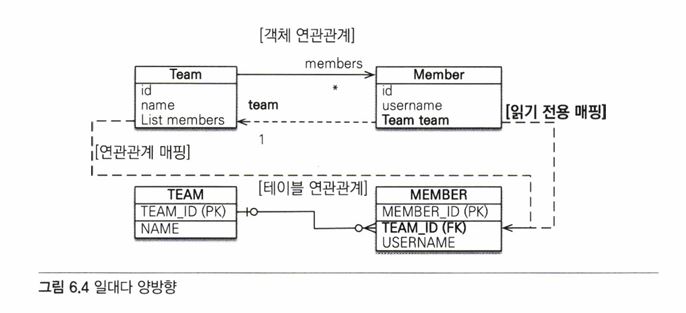 [객체 연관관계]
members
Team
Member
*
id
name
List members
team
1
id
username
Team team
[읽기 전용 매핑]
[연관관계 매핑]
[테이블 연관관계]
TEAM
TEAM_ID (PK)
NAME
MEMBER
MEMBER_ID (PK)
TEAM_ID (FK)
USERNAME
그림 6.4 일대다 양방향